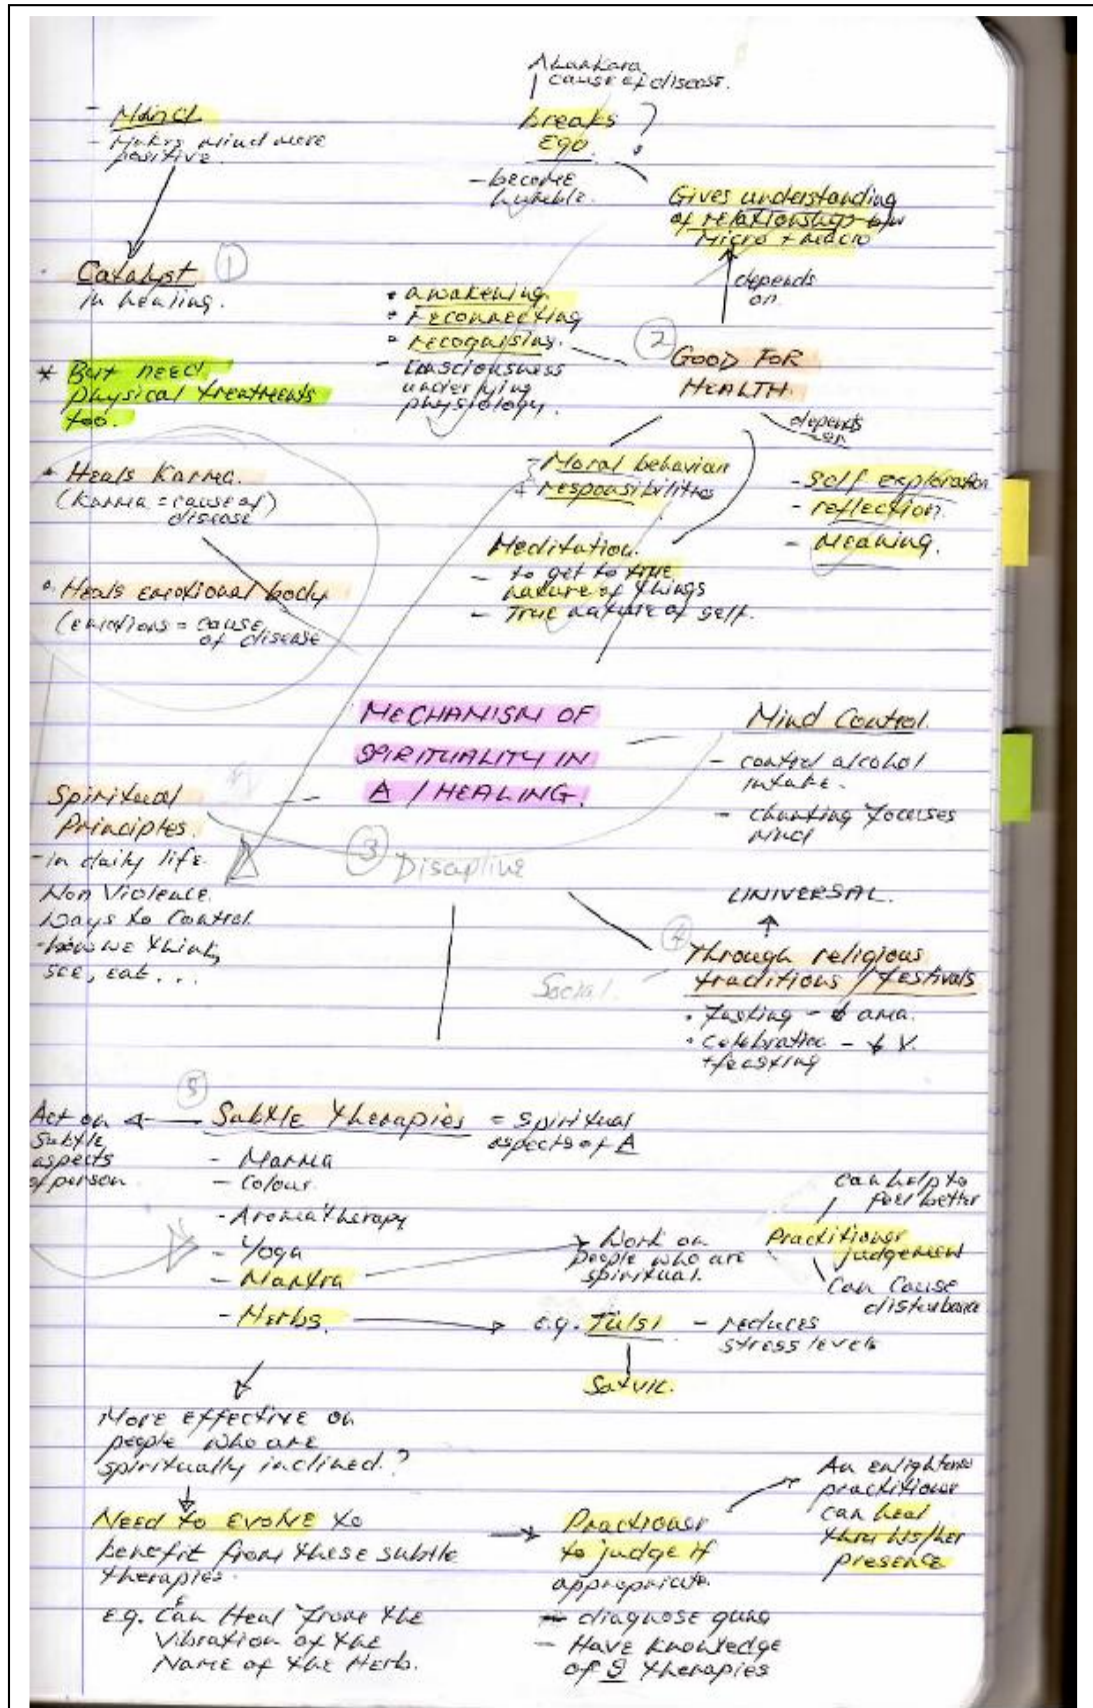 Ahankara
cause of disease.
- Mind
- Makes mind more
positive.
breaks ?
Ego.
- become
humble.
Gives understanding
of relationships b/w
Micro + macro
depends
on.
① Catalyst
in healing.
• awakening.
• reconnecting
• recognising.
- consciousness
underlying
physiology.
② GOOD FOR
HEALTH.
* But need
physical treatments
too.
depends
on
• Heals Karma.
(Karma = cause of)
disease
- Moral behaviour
+ responsibilities
- Self exploration
- reflection.
- Meaning.
Meditation.
- to get to true
nature of things
- True nature of self.
• Heals emotional body
(emotions = cause
of disease
MECHANISM OF
SPIRITUALITY IN
A / HEALING.
Mind Control.
- control alcohol
intake.
- chanting focuses
mind
Spiritual
Principles.
- in daily life.
Non Violence.
Ways to Control.
- how we think,
see, eat...
③ Discipline
UNIVERSAL.
④ Through religious
traditions / festivals
Social.
• fasting - ↓ ama.
• celebration - ↓ V.
+ feasting
⑤ Subtle therapies = spiritual
aspects of A
Act on
subtle
aspects
of person
- Marma
- Colour.
- Aromatherapy
- Yoga
- Mantra
- Herbs.
Work on
people who are
spiritual.
can help to
feel better
Practitioner
judgement
Can cause
disturbance
e.g. Tulsi - reduces
stress levels
Satvic.
More effective on
people who are
spiritually inclined?
Need to evolve to
benefit from these subtle
therapies.
e.g. Can Heal from the
Vibration of the
Name of the Herb.
Practioner
to judge if
appropriate.
- diagnose guna
- Have knowledge
of S therapies
An enlightened
practitioner
can heal
thru his/her
presence